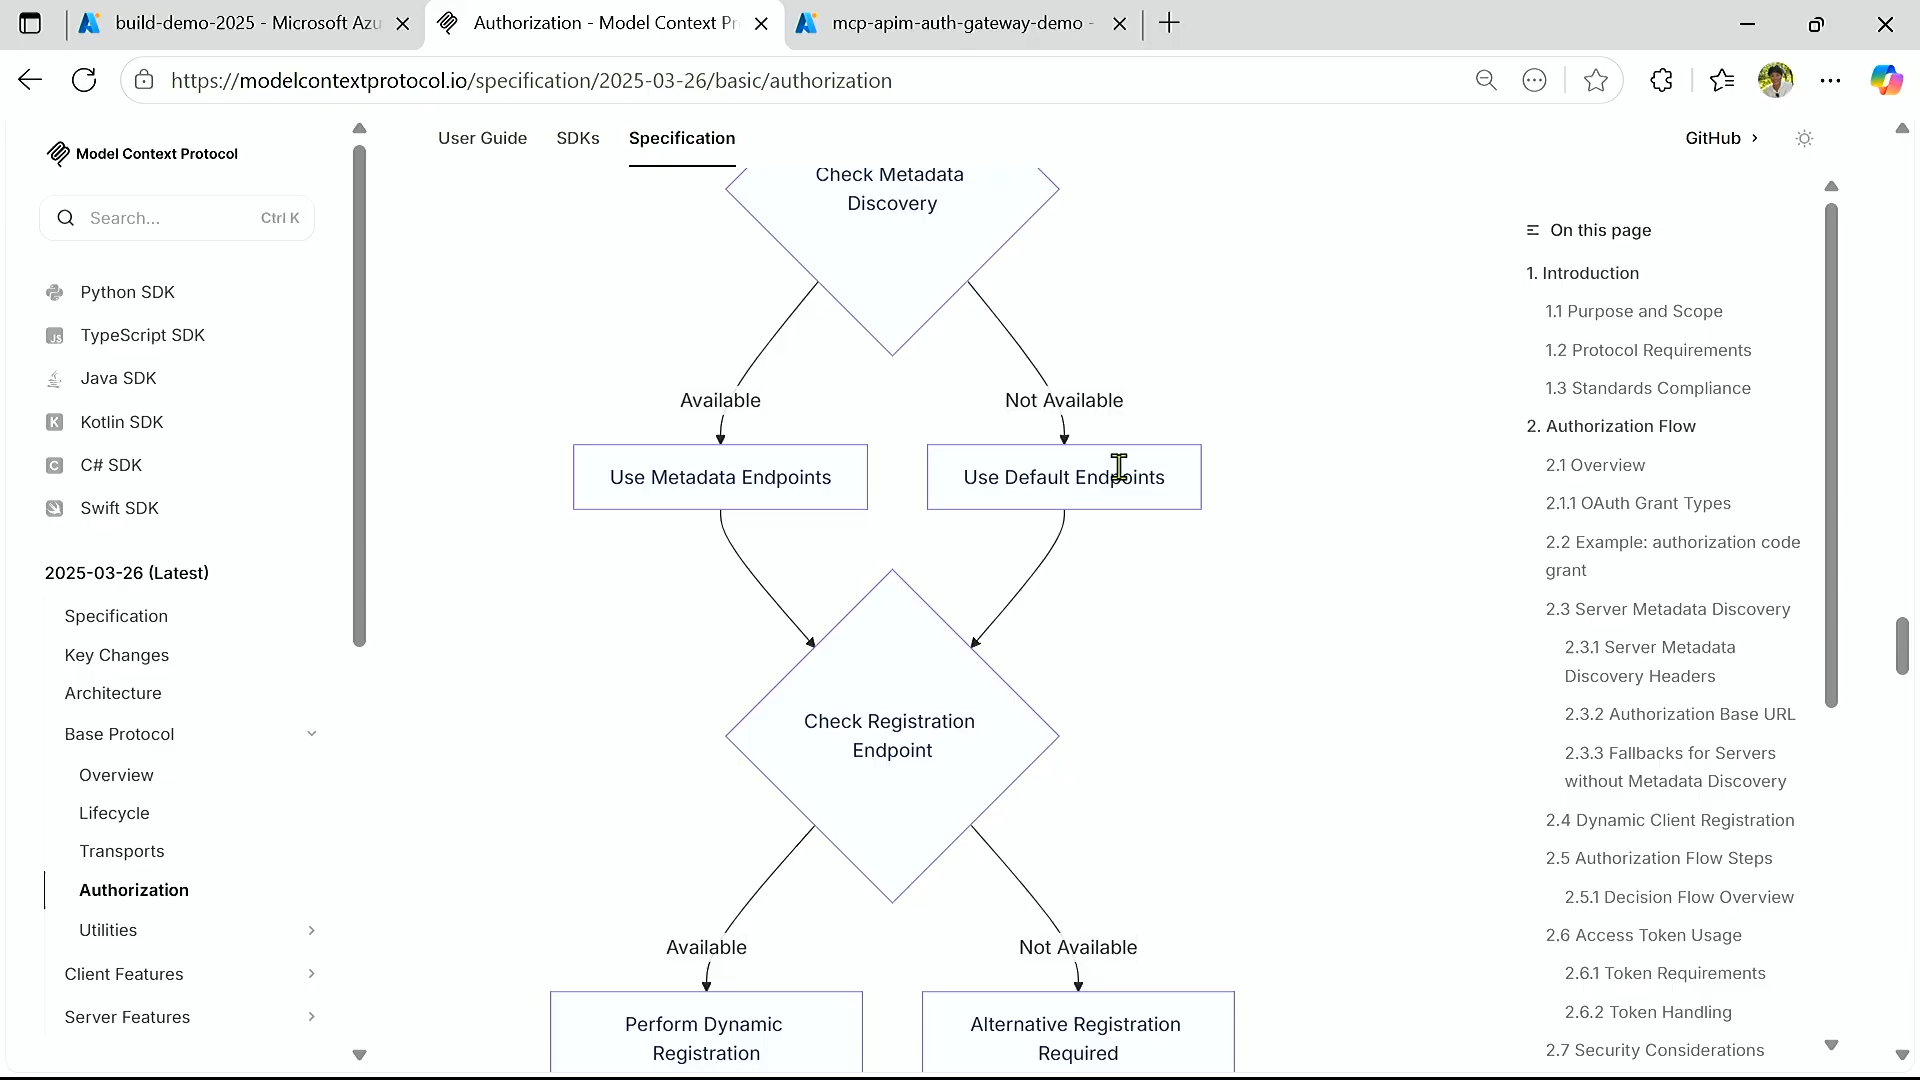 build-demo-2025 - Microsoft Azu
Authorization - Model Context Pr
mcp-apim-auth-gateway-demo -
https://modelcontextprotocol.io/specification/2025-03-26/basic/authorization
Model Context Protocol
Search...
Ctrl K
Python SDK
TypeScript SDK
Java SDK
Kotlin SDK
C# SDK
Swift SDK
2025-03-26 (Latest)
Specification
Key Changes
Architecture
Base Protocol
Overview
Lifecycle
Transports
Authorization
Utilities
Client Features
Server Features
User Guide
SDKs
Specification
GitHub
Check Metadata
Discovery
Available
Not Available
Use Metadata Endpoints
Use Default Endpoints
Check Registration
Endpoint
Available
Not Available
Perform Dynamic
Registration
Alternative Registration
Required
On this page
1. Introduction
1.1 Purpose and Scope
1.2 Protocol Requirements
1.3 Standards Compliance
2. Authorization Flow
2.1 Overview
2.1.1 OAuth Grant Types
2.2 Example: authorization code
grant
2.3 Server Metadata Discovery
2.3.1 Server Metadata
Discovery Headers
2.3.2 Authorization Base URL
2.3.3 Fallbacks for Servers
without Metadata Discovery
2.4 Dynamic Client Registration
2.5 Authorization Flow Steps
2.5.1 Decision Flow Overview
2.6 Access Token Usage
2.6.1 Token Requirements
2.6.2 Token Handling
2.7 Security Considerations